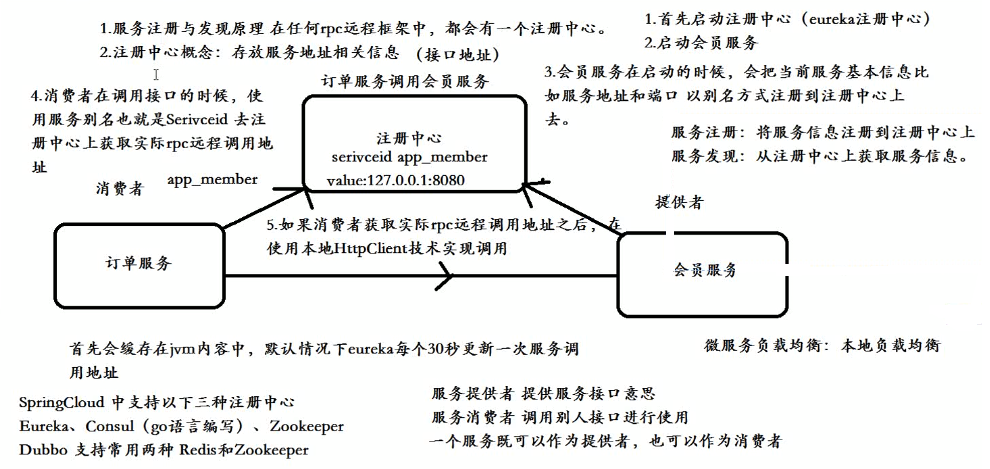 1.服务注册与发现原理 在任何rpc远程框架中，都会有一个注册中心。
2.注册中心概念：存放服务地址相关信息 （接口地址）
订单服务调用会员服务
1.首先启动注册中心（eureka注册中心）
2.启动会员服务
3.会员服务在启动的时候，会把当前服务基本信息比
如服务地址和端口 以别名方式注册到注册中心上
去。
4.消费者在调用接口的时候，使
用服务别名也就是Serivceid 去注
册中心上获取实际rpc远程调用地
址
注册中心
serivceid app_member
value:127.0.0.1:8080
服务注册：将服务信息注册到注册中心上
服务发现：从注册中心上获取服务信息。
消费者
app_member
提供者
5.如果消费者获取实际rpc远程调用地址之后，在
使用本地HttpClient技术实现调用
订单服务
会员服务
首先会缓存在jvm内容中，默认情况下eureka每个30秒更新一次服务调
用地址
微服务负载均衡：本地负载均衡
SpringCloud 中支持以下三种注册中心
Eureka、Consul（go语言编写）、Zookeeper
Dubbo 支持常用两种 Redis和Zookeeper
服务提供者 提供服务接口意思
服务消费者 调用别人接口进行使用
一个服务既可以作为提供者，也可以作为消费者